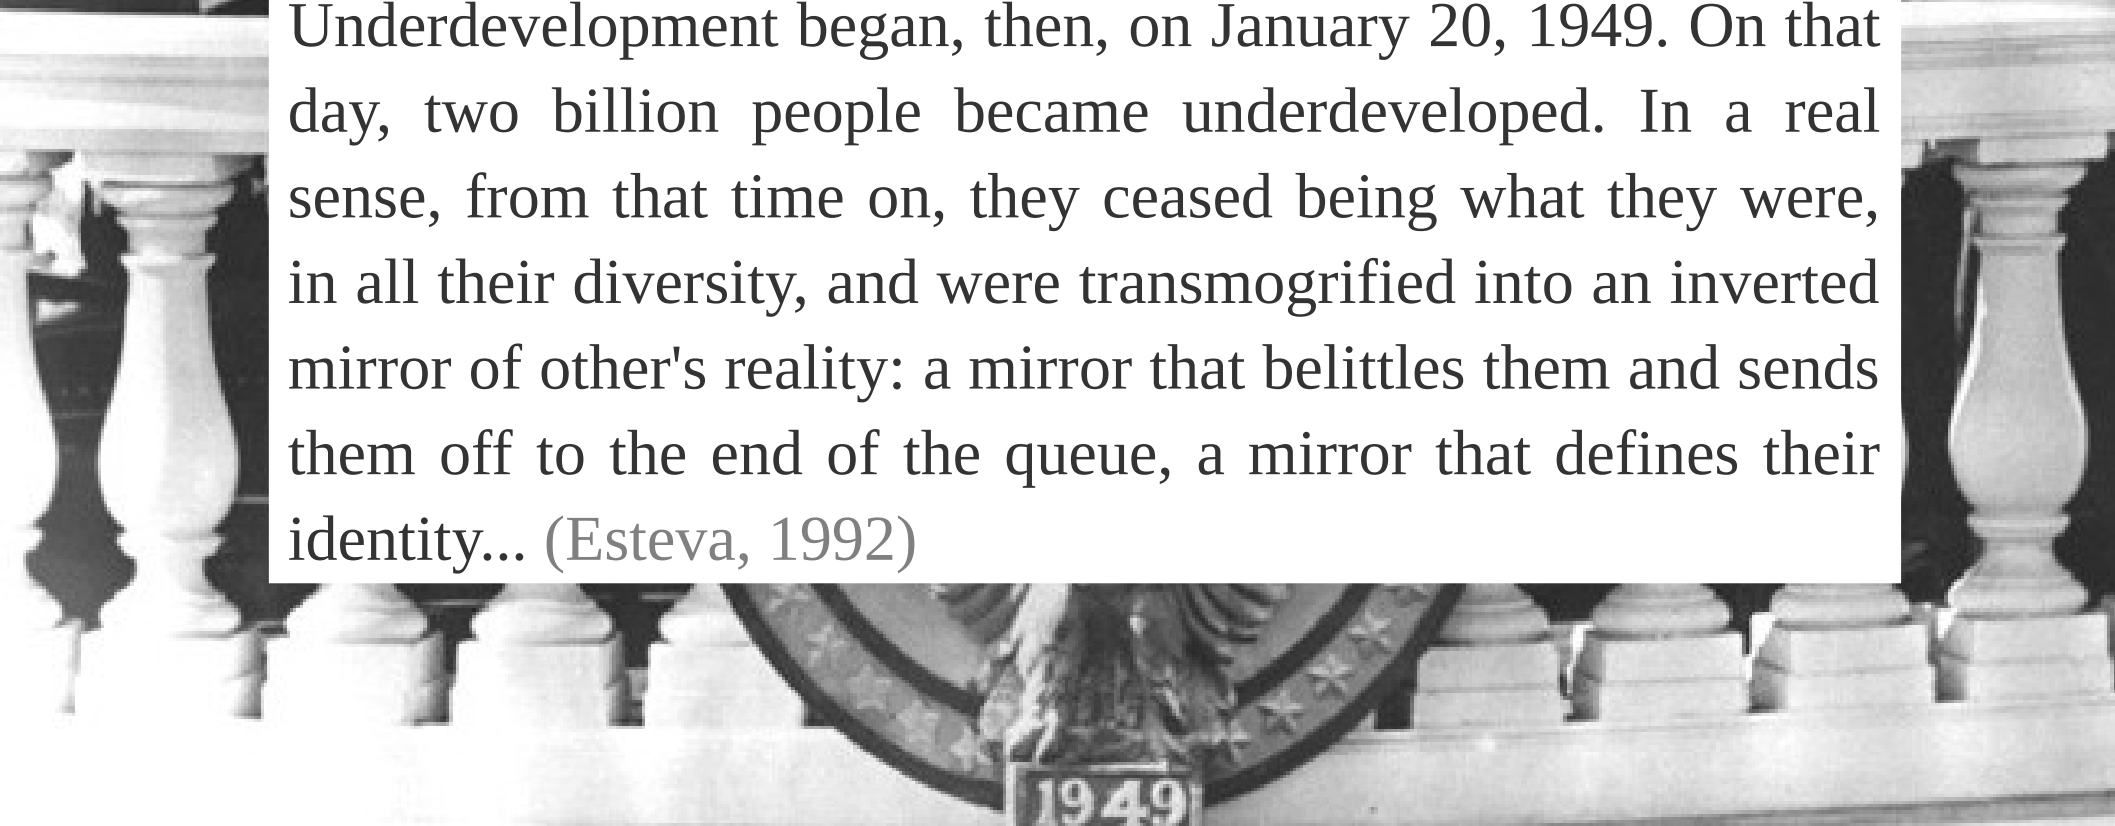 Underdevelopment began, then, on January 20, 1949. On that
day, two billion people became underdeveloped. In a real
sense, from that time on, they ceased being what they were,
in all their diversity, and were transmogrified into an inverted
mirror of other's reality: a mirror that belittles them and sends
them off to the end of the queue, a mirror that defines their
identity... (Esteva, 1992)
1949